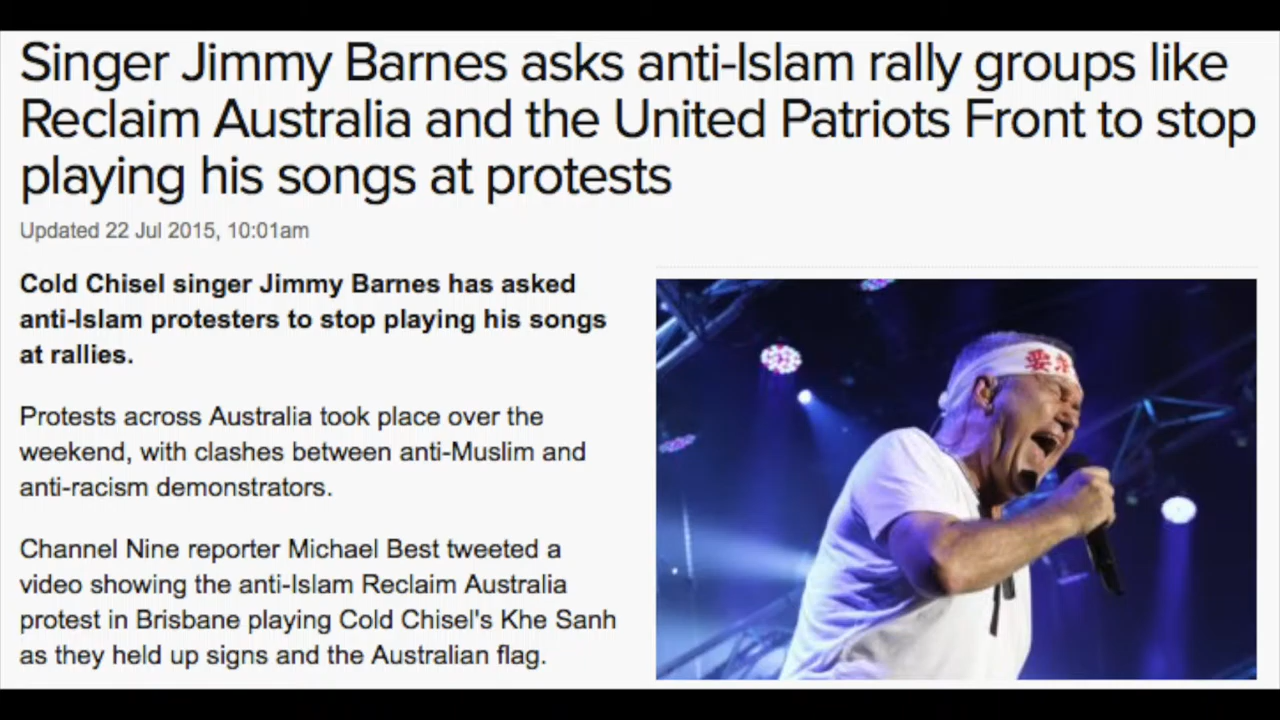 Singer Jimmy Barnes asks anti-Islam rally groups like
Reclaim Australia and the United Patriots Front to stop
playing his songs at protests
Updated 22 Jul 2015, 10:01am
Cold Chisel singer Jimmy Barnes has asked
anti-Islam protesters to stop playing his songs
at rallies.
Protests across Australia took place over the
weekend, with clashes between anti-Muslim and
anti-racism demonstrators.
Channel Nine reporter Michael Best tweeted a
video showing the anti-Islam Reclaim Australia
protest in Brisbane playing Cold Chisel's Khe Sanh
as they held up signs and the Australian flag.